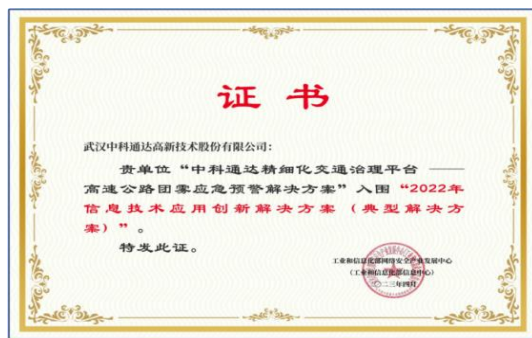 证书
武汉中科通达高新技术股份有限公司：
贵单位“中科通达精细化交通治理平台 ——
高速公路团雾应急预警解决方案”入围“2022年
信息技术应用创新解决方案（典型解决方
案）”。
特发此证。
工业和信息化部网络安全产业发展中心
（工业和信息化部信息中心）
二〇二三年四月